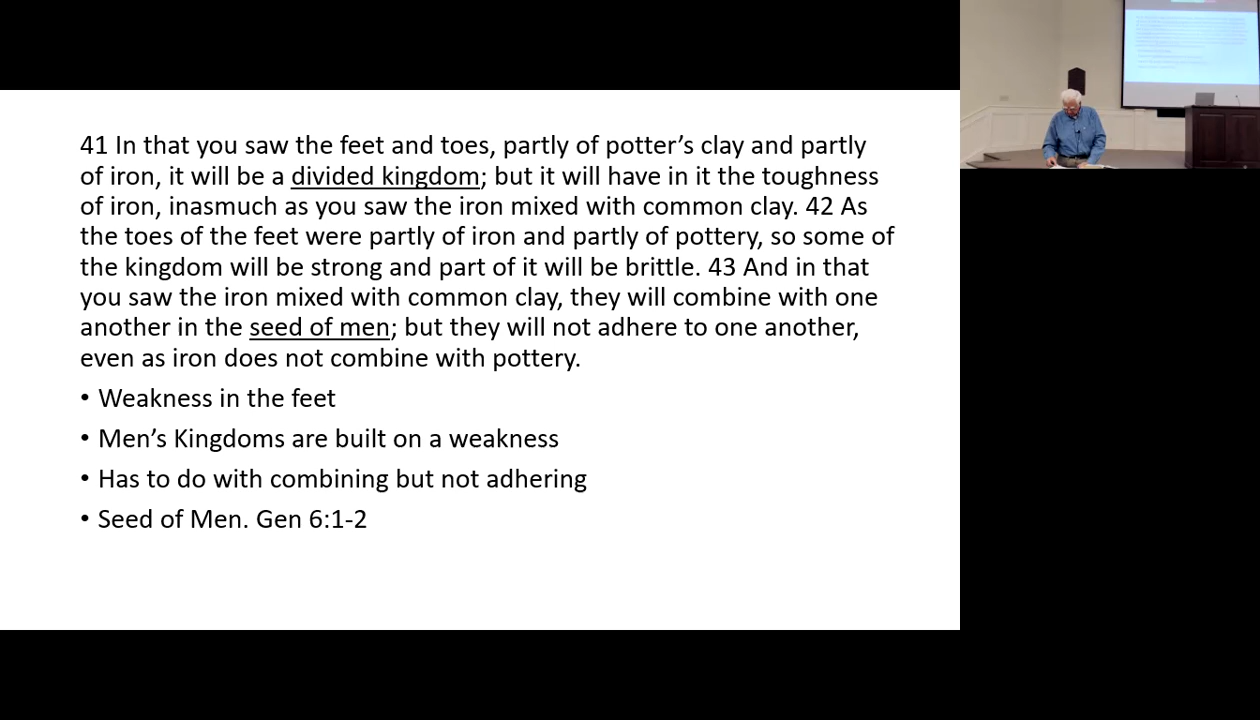 41 In that you saw the feet and toes, partly of potter’s clay and partly
of iron, it will be a divided kingdom; but it will have in it the toughness
of iron, inasmuch as you saw the iron mixed with common clay. 42 As
the toes of the feet were partly of iron and partly of pottery, so some of
the kingdom will be strong and part of it will be brittle. 43 And in that
you saw the iron mixed with common clay, they will combine with one
another in the seed of men; but they will not adhere to one another,
even as iron does not combine with pottery.
• Weakness in the feet
• Men’s Kingdoms are built on a weakness
• Has to do with combining but not adhering
• Seed of Men. Gen 6:1-2